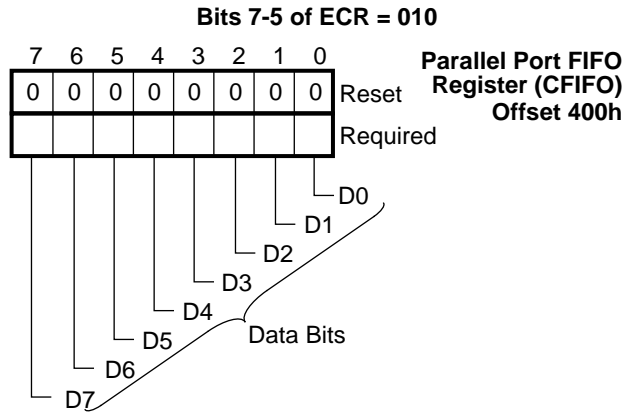 Bits 7-5 of ECR = 010
7 6 5 4 3 2 1 0
Parallel Port FIFO
Register (CFIFO)
Offset 400h
0 0 0 0 0 0 0 0 Reset
Required
D0
D1
D2
D3
D4
D5
D6
D7
Data Bits